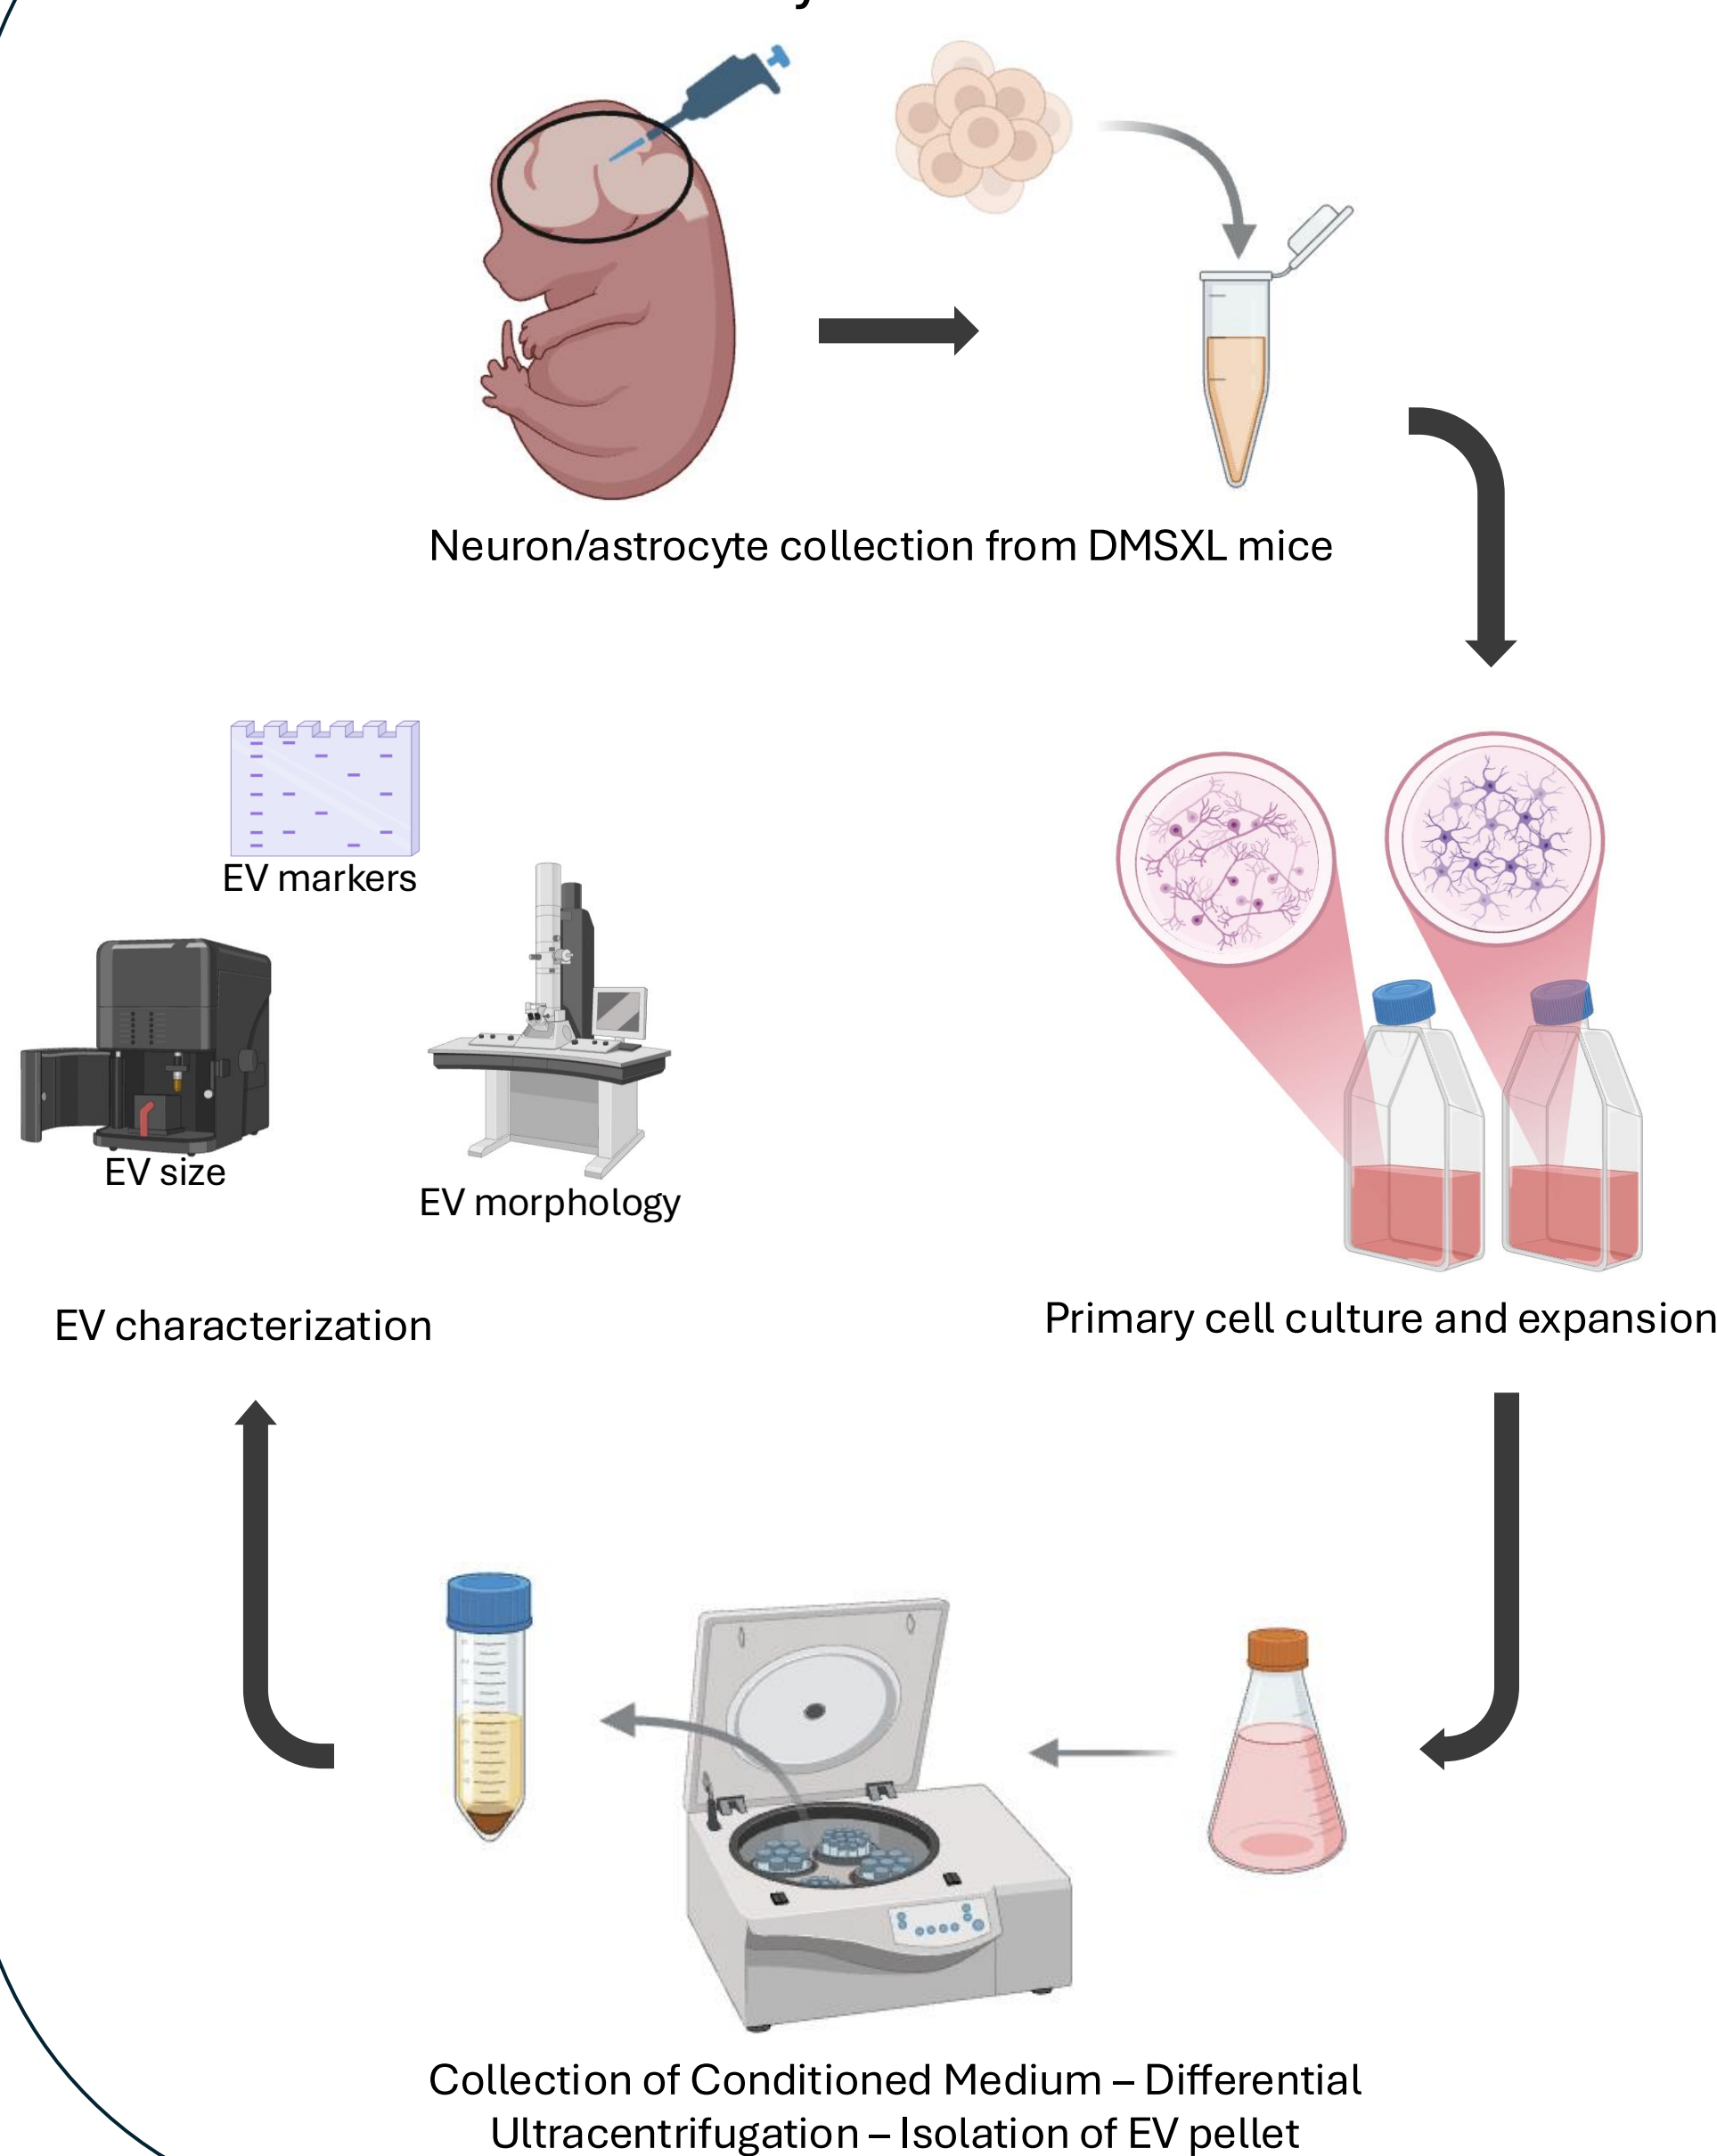 Neuron/astrocyte collection from DMSXL mice
EV markers
EV size
EV morphology
EV characterization
Primary cell culture and expansion
Collection of Conditioned Medium – Differential
Ultracentrifugation – Isolation of EV pellet